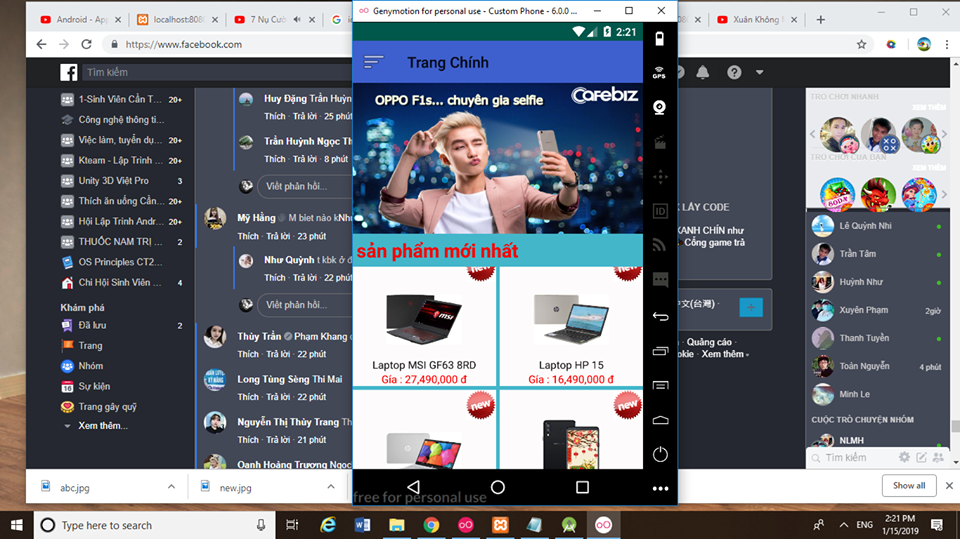 Android - App
localhost:8080
7 Nụ Cười
Genymotion for personal use - Custom Phone - 6.0.0 ...
Xuân Không
https://www.facebook.com
Tìm kiếm
1-Sinh Viên Cần T... 20+
Công nghệ thông ti...
Việc làm, tuyển dụ... 20+
Kteam - Lập Trình ... 20+
Unity 3D Việt Pro 3
Thích ăn uống Cần... 20+
Hội Lập Trình Andr... 20+
THUỐC NAM TRỊ ... 2
OS Principles CT2...
Chi Hội Sinh Viên ... 4
Khám phá
Đã lưu 2
Trang
Nhóm
Sự kiện
Trang gây quỹ
Xem thêm...
Huy Đặng Trần Huỳnh
Thích · Trả lời · 25 phút
Trần Huỳnh Ngọc Th
Thích · Trả lời · 8 phút
Viết phản hồi...
Mỹ Hằng M biet nào kNhư
Thích · Trả lời · 23 phút
Như Quỳnh t kbk ở đ
Thích · Trả lời · 22 phút
Viết phản hồi...
Thùy Trần Phạm Khang
Thích · Trả lời · 22 phút
Long Tùng Sèng Thi Mai
Thích · Trả lời · 22 phút
Nguyễn Thị Thùy Trang Th
Thích · Trả lời · 21 phút
Oanh Hoàng Trương Ngọc
2:21
Trang Chính
OPPO F1s... chuyên gia selfie
cafebiz
sản phẩm mới nhất
new
new
Laptop MSI GF63 8RD
Gía : 27,490,000 đ
Laptop HP 15
Gía : 16,490,000 đ
new
new
free for personal use
GPS
ID
LẤY CODE
XANH CHÍN như
Cổng game trả
中文(台灣) ·
· Quảng cáo ·
okie · Xem thêm
TRÒ CHƠI NHANH
XEM THÊM
TRÒ CHƠI CỦA BẠN
XEM THÊM
SODA
Lê Quỳnh Nhi
Trần Tâm
Huỳnh Như
Xuyên Phạm 2giờ
Thanh Tuyền
Toàn Nguyễn 4 phút
Minh Le
CUỘC TRÒ CHUYỆN NHÓM
NLMH
Tìm kiếm
abc.jpg
new.jpg
Show all
Type here to search
ENG
2:21 PM
1/15/2019